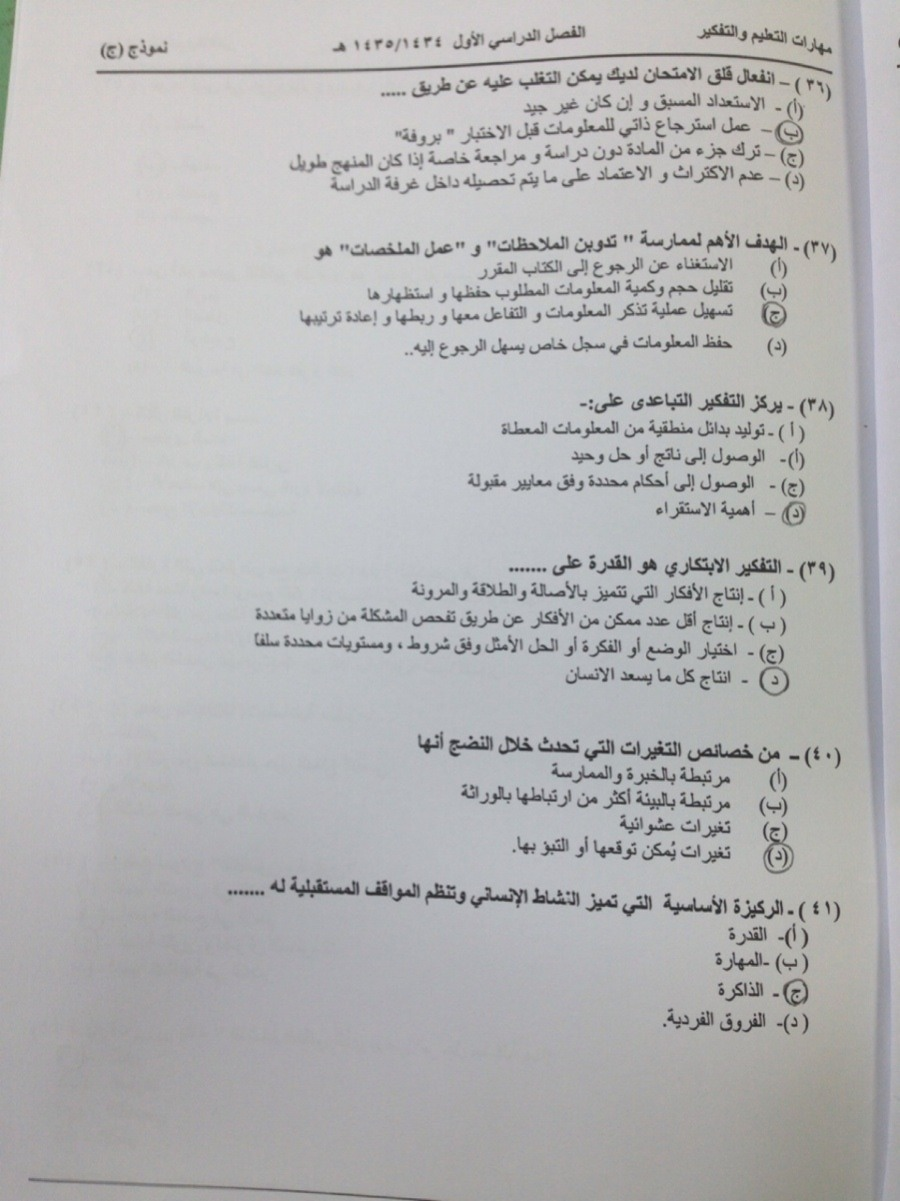 مهارات التعليم والتفكير الفصل الدراسي الأول ١٤٣٥/١٤٣٤ هـ نموذج (ج)
(٣٦) – انفعال قلق الامتحان لديك يمكن التغلب عليه عن طريق .....
(أ)- الاستعداد المسبق و إن كان غير جيد
(ب)– عمل استرجاع ذاتي للمعلومات قبل الاختبار " بروفة"
(ج)– ترك جزء من المادة دون دراسة و مراجعة خاصة إذا كان المنهج طويل
(د)– عدم الاكتراث و الاعتماد على ما يتم تحصيله داخل غرفة الدراسة
(٣٧)- الهدف الأهم لممارسة " تدوين الملاحظات" و "عمل الملخصات" هو
(أ) الاستغناء عن الرجوع إلى الكتاب المقرر
(ب) تقليل حجم وكمية المعلومات المطلوب حفظها و استظهارها
(ج) تسهيل عملية تذكر المعلومات و التفاعل معها و ربطها و إعادة ترتيبها
(د) حفظ المعلومات في سجل خاص يسهل الرجوع إليه..
(٣٨) - يركز التفكير التباعدى على:-
( أ ) - توليد بدائل منطقية من المعلومات المعطاة
(أ)- الوصول إلى ناتج أو حل وحيد
(ج) - الوصول إلى أحكام محددة وفق معايير مقبولة
(د) – أهمية الاستقراء
(٣٩) - التفكير الابتكاري هو القدرة على .......
( أ ) - إنتاج الأفكار التي تتميز بالأصالة والطلاقة والمرونة
( ب ) - إنتاج أقل عدد ممكن من الأفكار عن طريق تفحص المشكلة من زوايا متعددة
(ج) - اختيار الوضع أو الفكرة أو الحل الأمثل وفق شروط ، ومستويات محددة سلفا
(د) - انتاج كل ما يسعد الانسان
(٤٠) – من خصائص التغيرات التي تحدث خلال النضج أنها
(أ) مرتبطة بالخبرة والممارسة
(ب) مرتبطة بالبيئة أكثر من ارتباطها بالوراثة
(ج) تغيرات عشوائية
(د) تغيرات يُمكن توقعها أو التبؤ بها.
(٤١) - الركيزة الأساسية التي تميز النشاط الإنساني وتنظم المواقف المستقبلية له .......
(أ)- القدرة
(ب) -المهارة
(ج) - الذاكرة
(د)- الفروق الفردية.